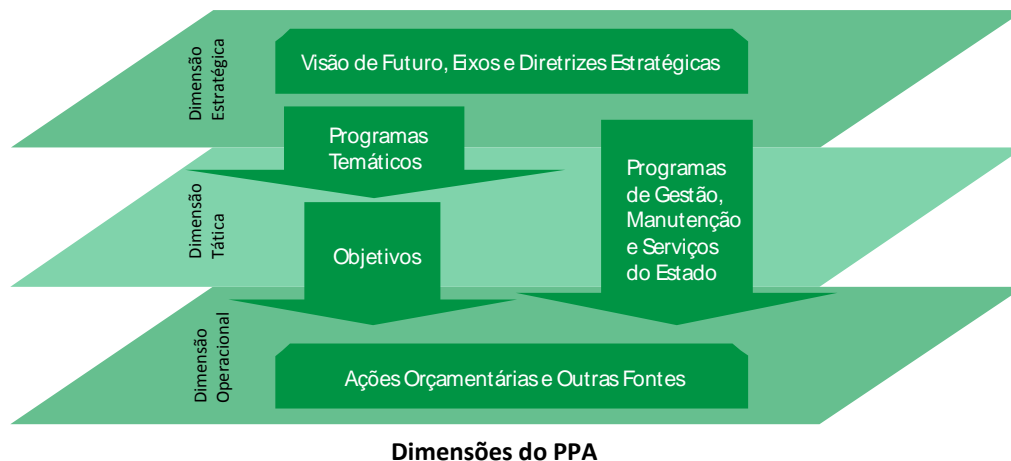 Dimensão
Estratégica
Visão de Futuro, Eixos e Diretrizes Estratégicas
Programas
Temáticos
Programas
de Gestão,
Manutenção
e Serviços
do Estado
Dimensão
Tática
Objetivos
Dimensão
Operacional
Ações Orçamentárias e Outras Fontes
Dimensões do PPA